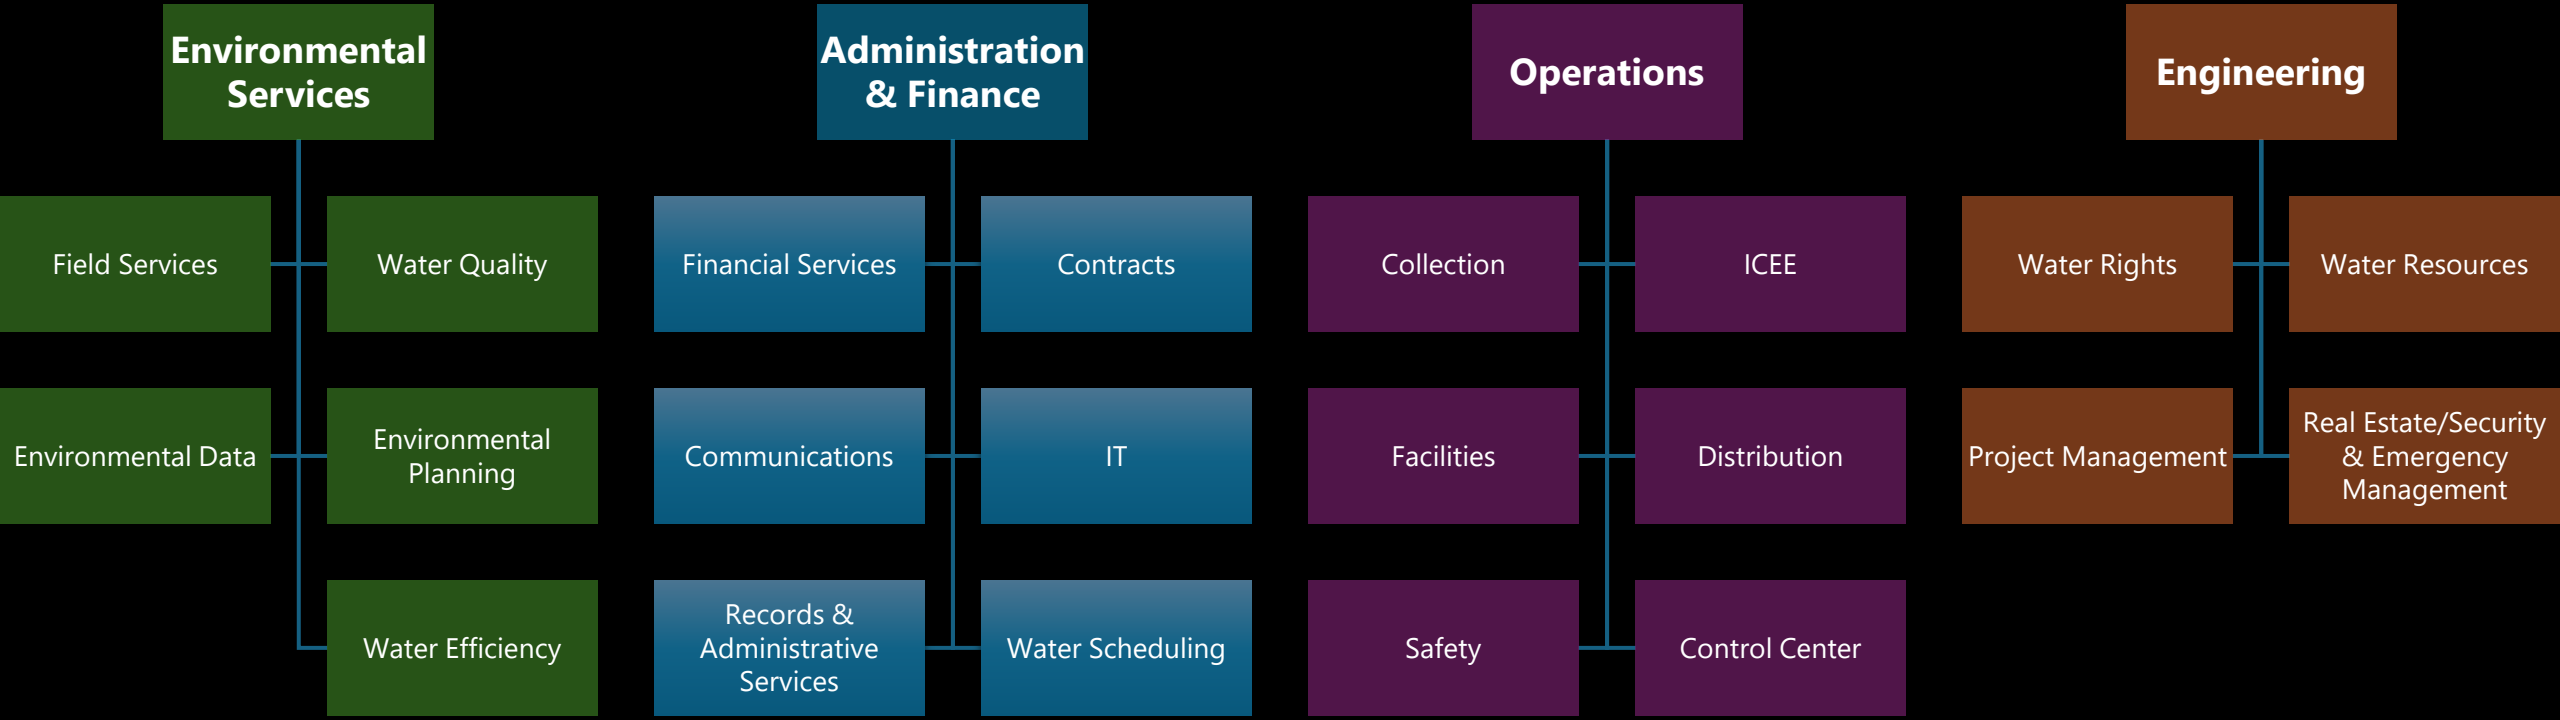 Environmental
Services
Administration
& Finance
Operations
Engineering
Field Services
Water Quality
Financial Services
Contracts
Collection
ICEE
Water Rights
Water Resources
Environmental Data
Environmental
Planning
Communications
IT
Facilities
Distribution
Project Management
Real Estate/Security
& Emergency
Management
Water Efficiency
Records &
Administrative
Services
Water Scheduling
Safety
Control Center